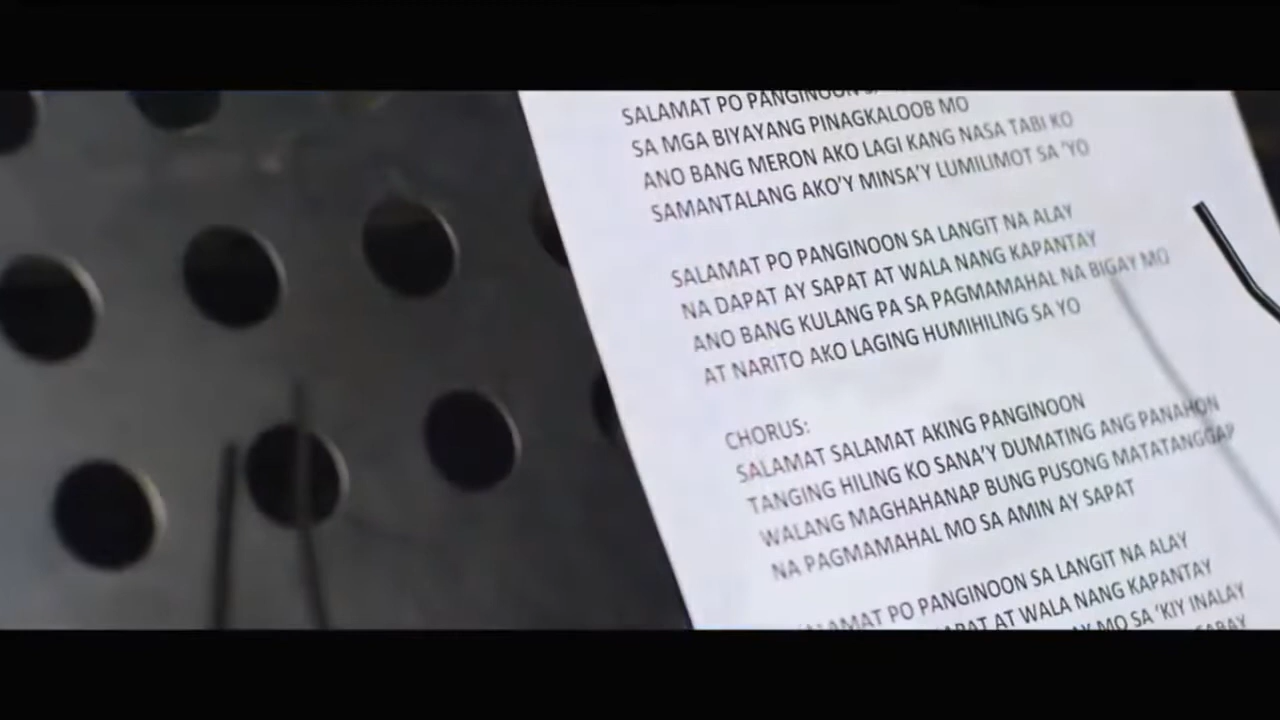 SALAMAT PO PANGINOON
SA MGA BIYAYANG PINAGKALOOB MO
ANO BANG MERON AKO LAGI KANG NASA TABI KO
SAMANTALANG AKO'Y MINSA'Y LUMILIMOT SA 'YO
SALAMAT PO PANGINOON SA LANGIT NA ALAY
NA DAPAT AY SAPAT AT WALA NANG KAPANTAY
ANO BANG KULANG PA SA PAGMAMAHAL NA BIGAY MO
AT NARITO AKO LAGING HUMIHILING SA YO
CHORUS:
SALAMAT SALAMAT AKING PANGINOON
TANGING HILING KO SANA'Y DUMATING ANG PANAHON
WALANG MAGHAHANAP BUNG PUSONG MATATANGGAP
NA PAGMAMAHAL MO SA AMIN AY SAPAT
SALAMAT PO PANGINOON SA LANGIT NA ALAY
AT WALA NANG KAPANTAY
MO SA 'KIY INALAY